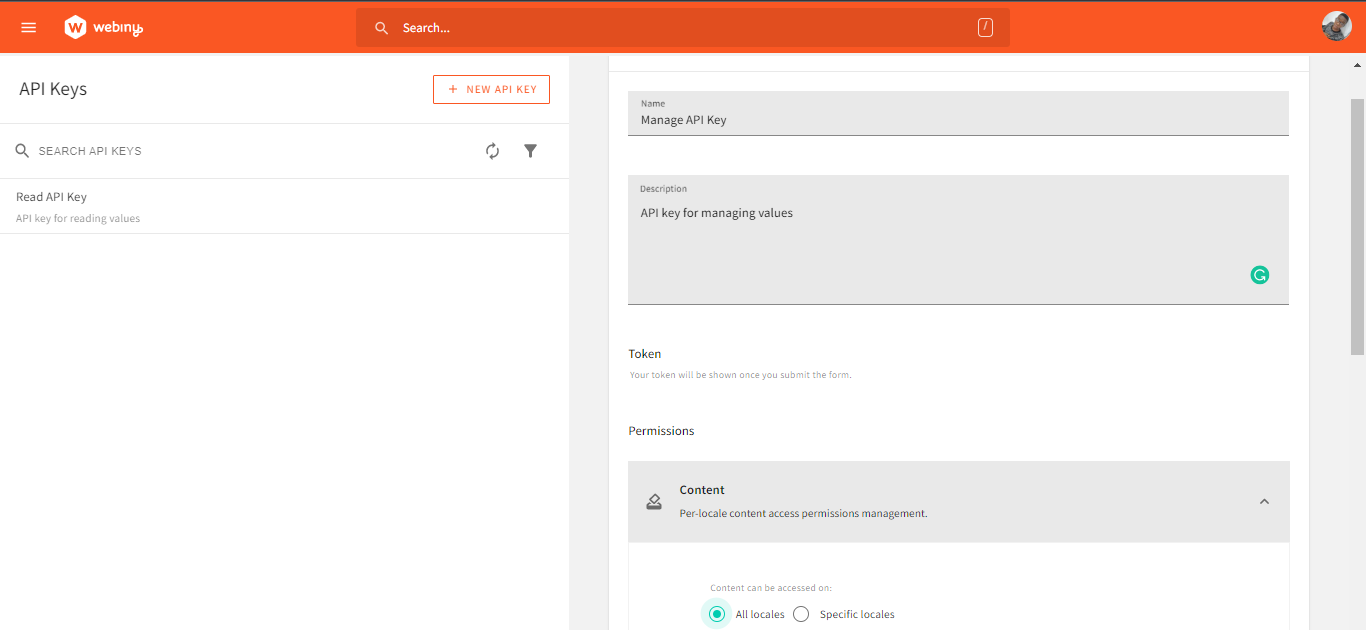 webiny
Search...
/
API Keys
+ NEW API KEY
SEARCH API KEYS
Read API Key
API key for reading values
Name
Manage API Key
Description
API key for managing values
Token
Your token will be shown once you submit the form.
Permissions
Content
Per-locale content access permissions management.
Content can be accessed on:
All locales
Specific locales